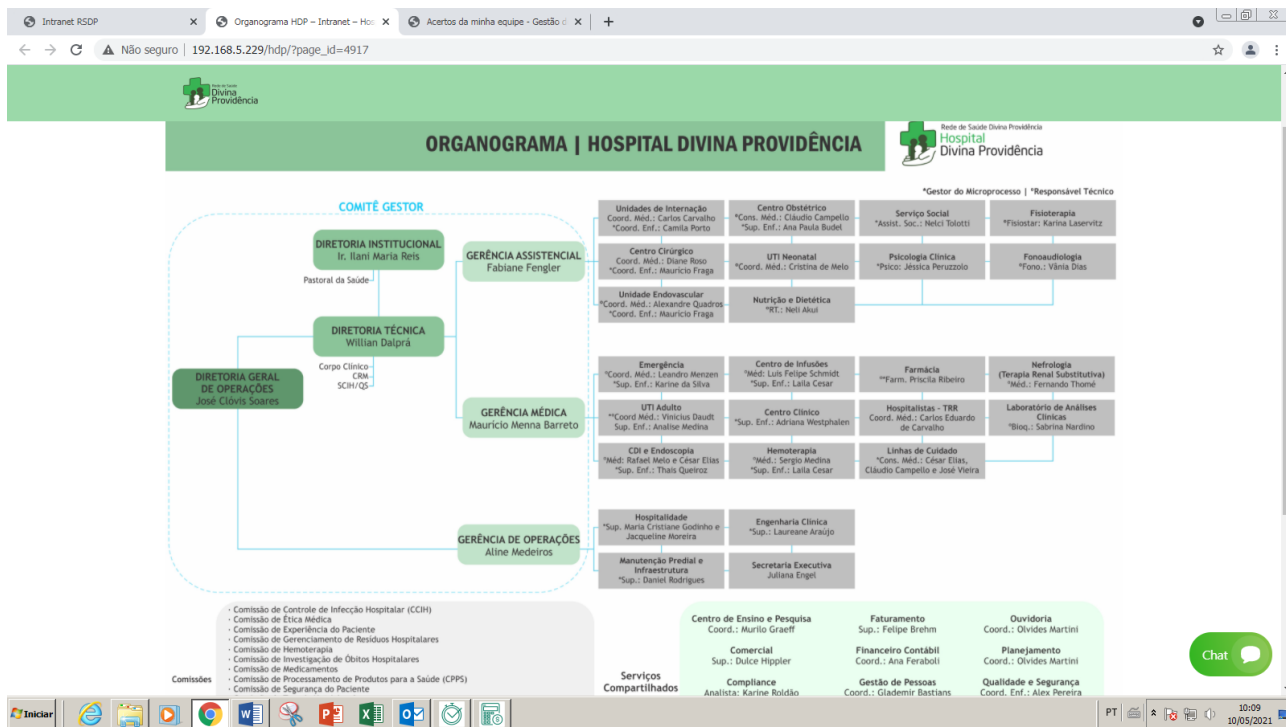 Intranet RSDP
Organograma HDP – Intranet – Hos
Acertos da minha equipe - Gestão d
Não seguro | 192.168.5.229/hdp/?page_id=4917
Rede de Saúde
Divina
Providência
ORGANOGRAMA | HOSPITAL DIVINA PROVIDÊNCIA
Rede de Saúde Divina Providência
Hospital
Divina Providência
*Gestor do Microprocesso | °Responsável Técnico
COMITÊ GESTOR
DIRETORIA INSTITUCIONAL
Ir. Ilani Maria Reis
Pastoral da Saúde
DIRETORIA TÉCNICA
Willian Dalprá
Corpo Clínico
CRM
SCIH/QS
DIRETORIA GERAL
DE OPERAÇÕES
José Clóvis Soares
GERÊNCIA ASSISTENCIAL
Fabiane Fengler
GERÊNCIA MÉDICA
Maurício Menna Barreto
GERÊNCIA DE OPERAÇÕES
Aline Medeiros
Unidades de Internação
Coord. Méd.: Carlos Carvalho
*Coord. Enf.: Camila Porto
Centro Obstétrico
*Cons. Méd.: Cláudio Campello
*Sup. Enf.: Ana Paula Budel
Serviço Social
*Assist. Soc.: Nelci Tolotti
Fisioterapia
*Fisiostar: Karina Laservitz
Centro Cirúrgico
Coord. Méd.: Diane Roso
*Coord. Enf.: Maurício Fraga
UTI Neonatal
*Coord. Méd.: Cristina de Melo
Psicologia Clínica
*Psico: Jéssica Peruzzolo
Fonoaudiologia
*Fono.: Vânia Dias
Unidade Endovascular
*Coord. Méd.: Alexandre Quadros
*Coord. Enf.: Maurício Fraga
Nutrição e Dietética
*RT.: Neli Akui
Emergência
*Coord. Méd.: Leandro Menzen
*Sup. Enf.: Karine da Silva
Centro de Infusões
*Méd: Luis Felipe Schmidt
*Sup. Enf.: Laila Cesar
Farmácia
*°Farm. Priscila Ribeiro
Nefrologia
(Terapia Renal Substitutiva)
*Méd.: Fernando Thomé
UTI Adulto
*°Coord Méd.: Vinicius Daudt
Sup. Enf.: Analise Medina
Centro Clínico
*Sup. Enf.: Adriana Westphalen
Hospitalistas - TRR
Coord. Méd.: Carlos Eduardo
de Carvalho
Laboratório de Análises
Clínicas
*Bioq.: Sabrina Nardino
CDI e Endoscopia
*Méd: Rafael Melo e César Elias
*Sup. Enf.: Thais Queiroz
Hemoterapia
*Méd.: Sergio Medina
*Sup. Enf.: Laila Cesar
Linhas de Cuidado
*Cons. Méd.: César Elias,
Cláudio Campello e José Vieira
Hospitalidade
*Sup. Maria Cristiane Godinho e
Jacqueline Moreira
Engenharia Clínica
*Sup.: Laureane Araújo
Manutenção Predial e
Infraestrutura
*Sup.: Daniel Rodrigues
Secretaria Executiva
Juliana Engel
Comissões
· Comissão de Controle de Infecção Hospitalar (CCIH)
· Comissão de Ética Médica
· Comissão de Experiência do Paciente
· Comissão de Gerenciamento de Resíduos Hospitalares
· Comissão de Hemoterapia
· Comissão de Investigação de Óbitos Hospitalares
· Comissão de Medicamentos
· Comissão de Processamento de Produtos para a Saúde (CPPS)
· Comissão de Segurança do Paciente
Serviços
Compartilhados
Centro de Ensino e Pesquisa
Coord.: Murilo Graeff
Faturamento
Sup.: Felipe Brehm
Ouvidoria
Coord.: Olvides Martini
Comercial
Sup.: Dulce Hippler
Financeiro Contábil
Coord.: Ana Feraboli
Planejamento
Coord.: Olvides Martini
Compliance
Analista: Karine Roldão
Gestão de Pessoas
Coord.: Glademir Bastians
Qualidade e Segurança
Coord. Enf.: Alex Pereira
Chat
Iniciar
PT
10:09
10/05/2021